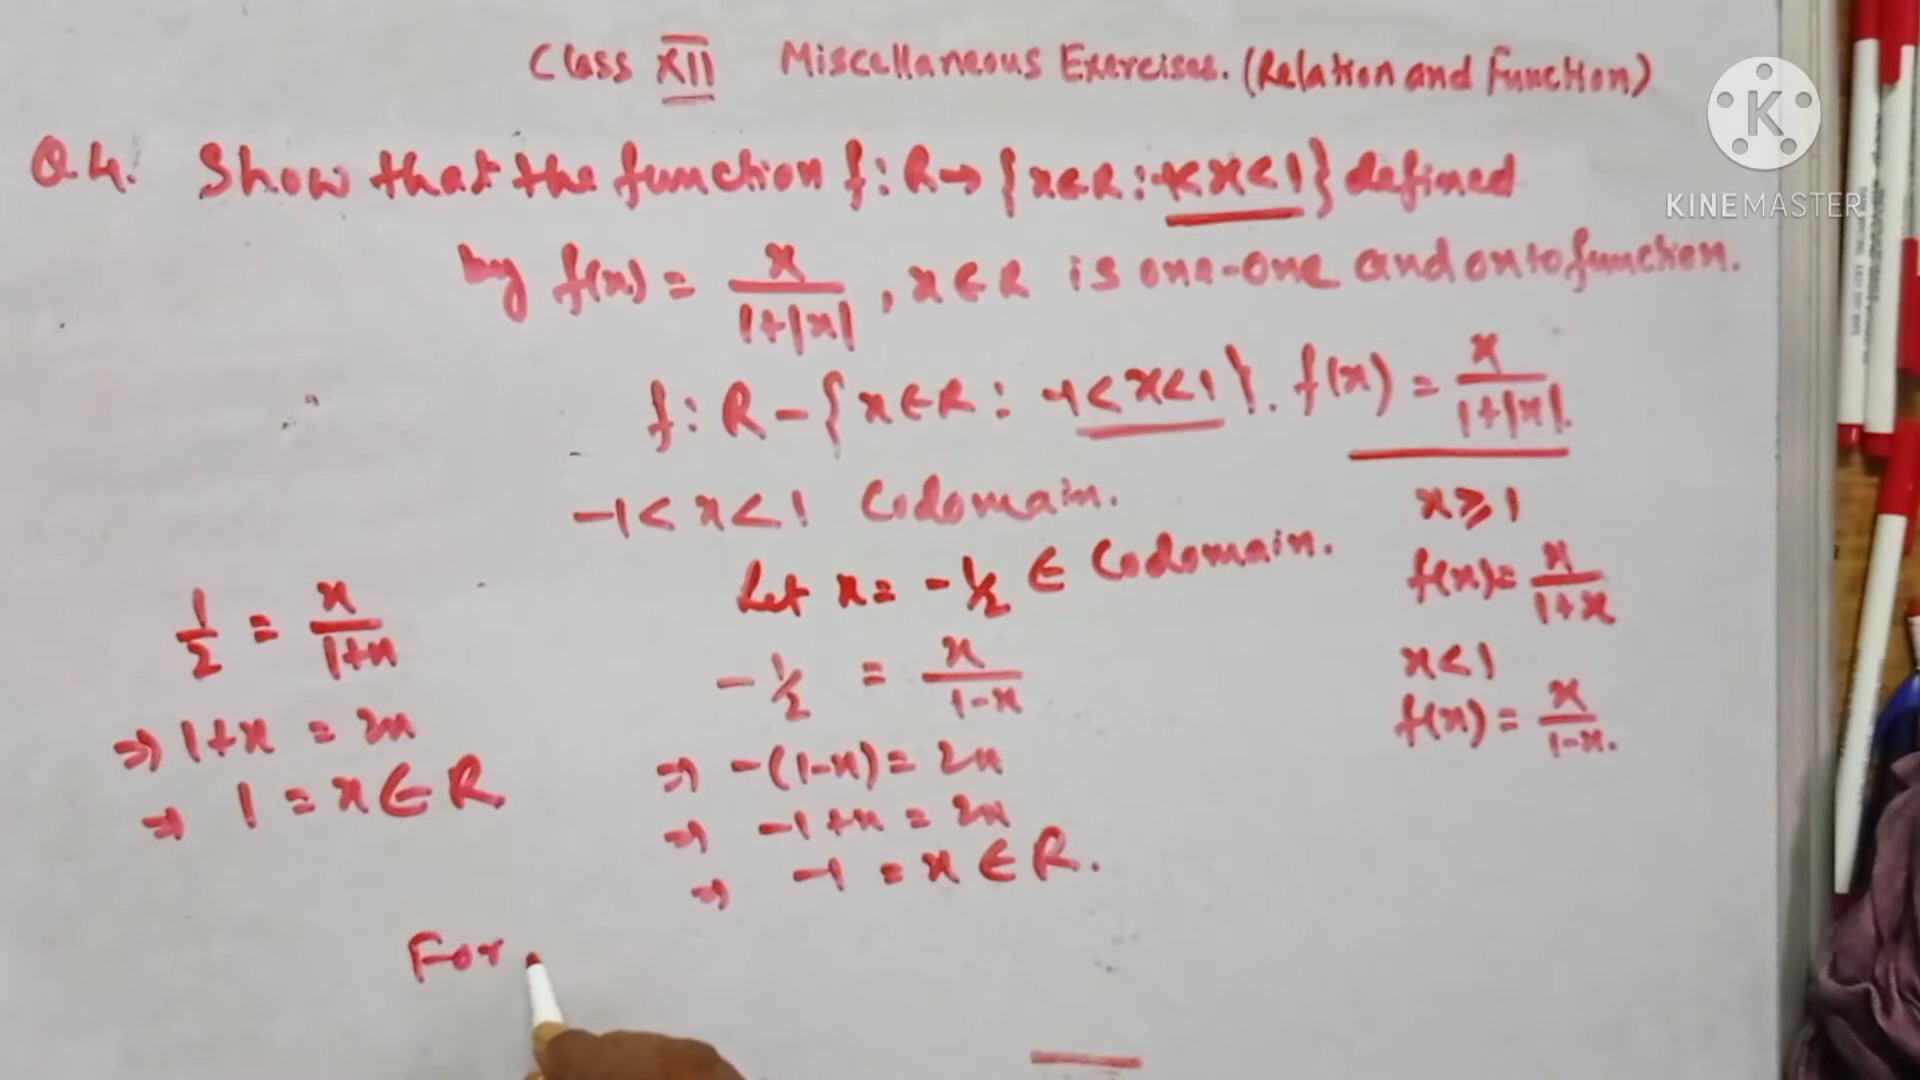 Class XII Miscellaneous Exercises. (Relation and Function)
K
KINEMASTER
Q.4. Show that the function f : R → {x∈R : -1<x<1} defined
by f(x) = x/(1+|x|), x∈R is one-one and onto function.
f : R - {x∈R : -1<x<1}. f(x) = x/(1+|x|).
-1 < x < 1 Codomain.
x ≥ 1
Let x = -1/2 ∈ Codomain.
f(x) = x/(1+x)
1/2 = x/(1+x)
-1/2 = x/(1-x)
x < 1
⇒ 1+x = 2x
f(x) = x/(1-x).
⇒ -(1-x) = 2x
⇒ 1 = x ∈ R
⇒ -1+x = 2x
⇒ -1 = x ∈ R.
For